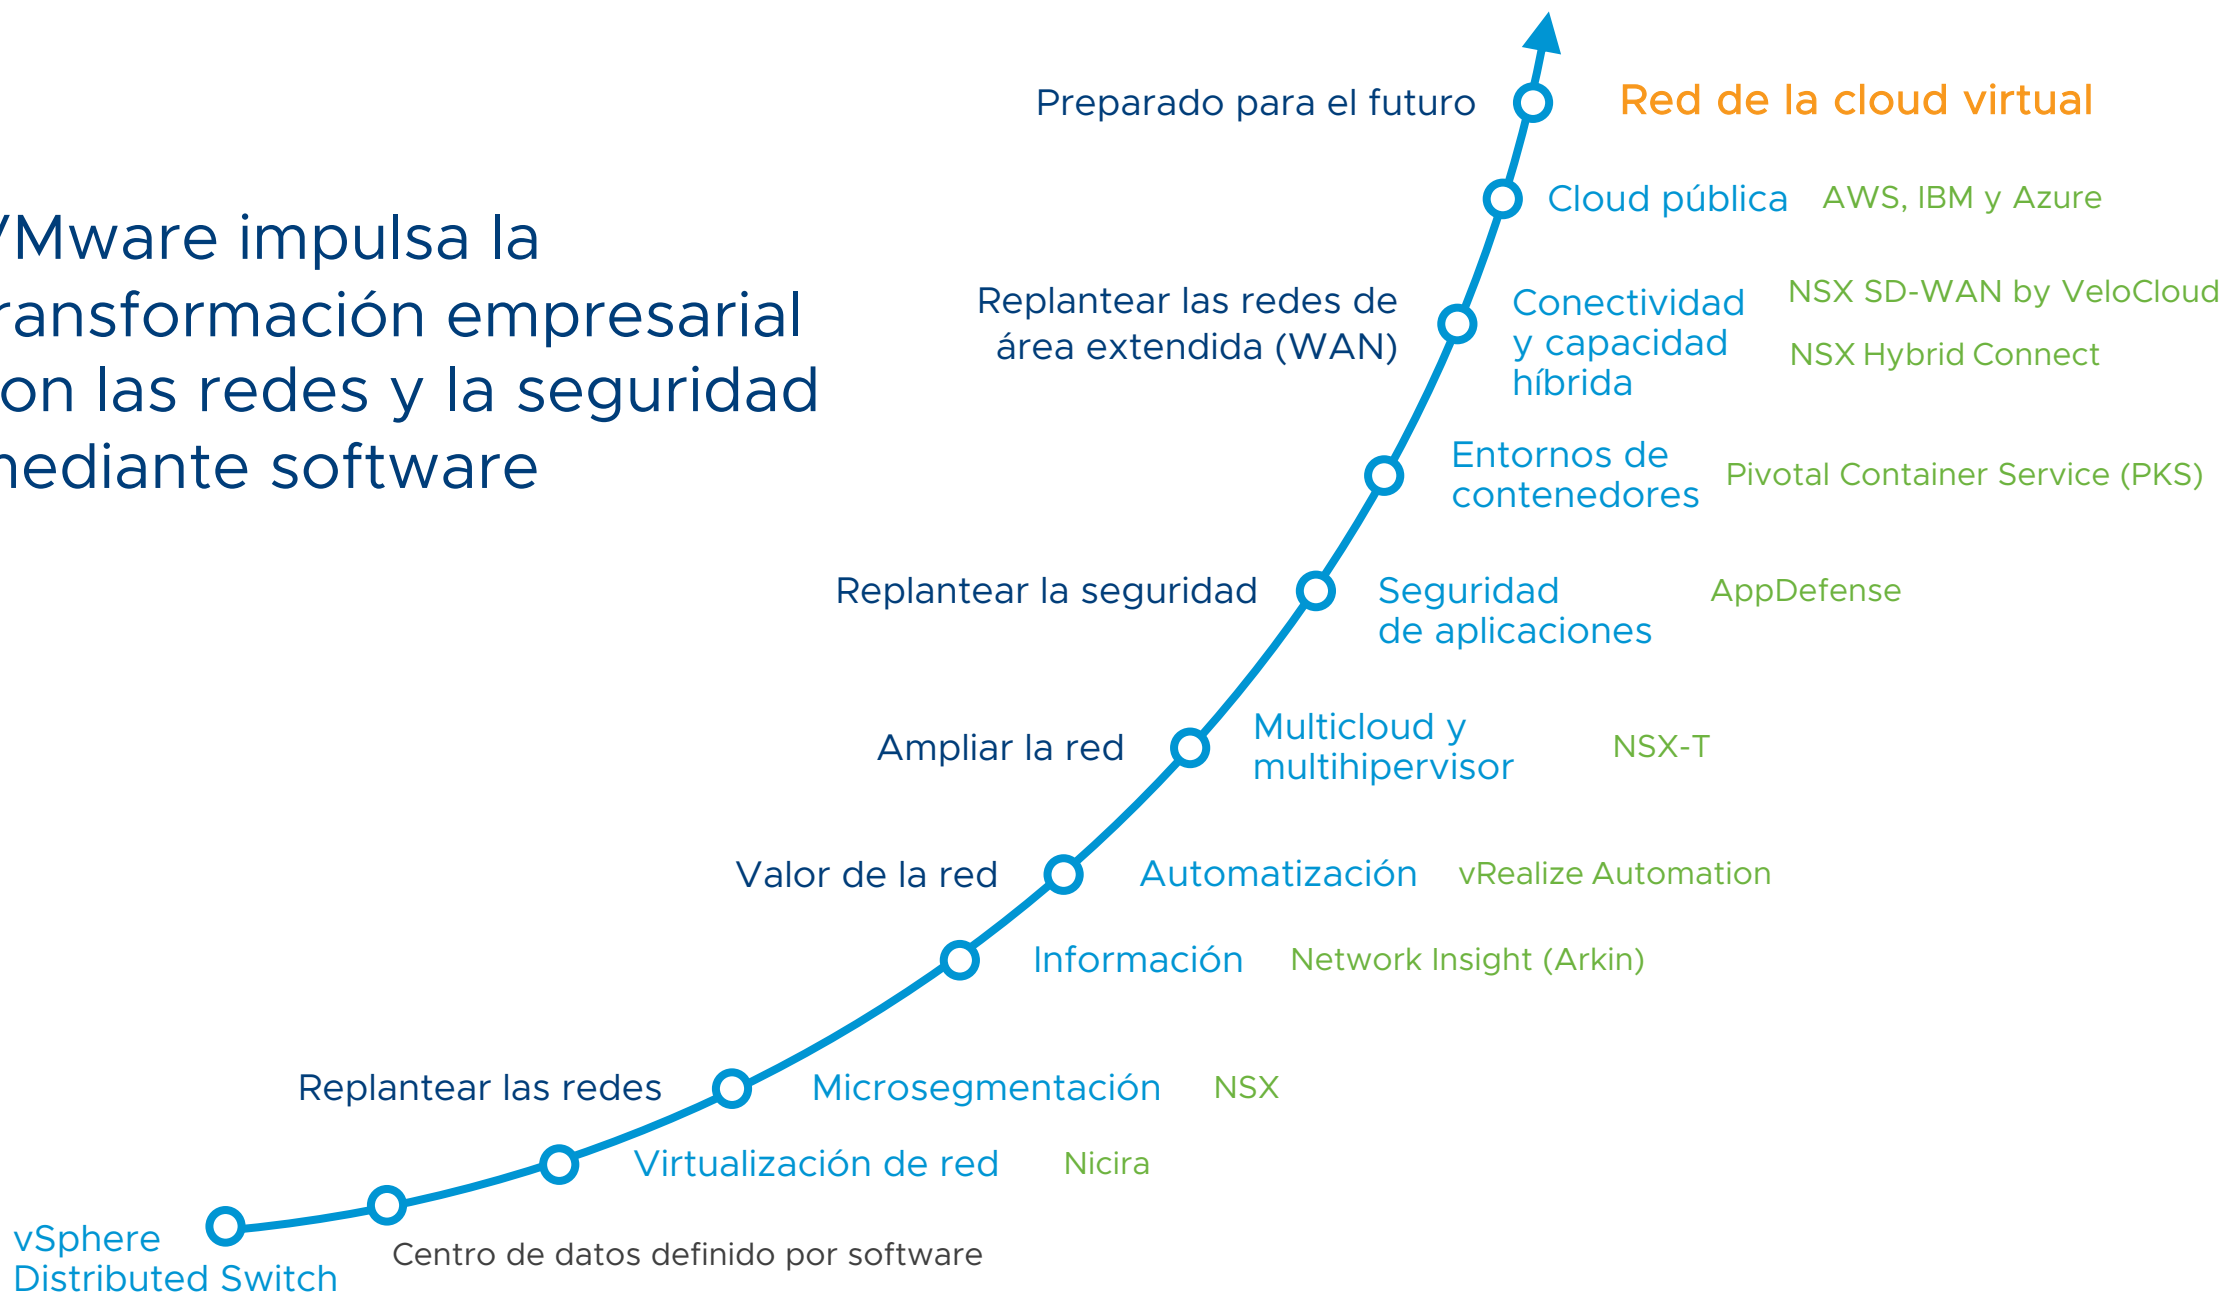 Preparado para el futuro
Red de la cloud virtual
Cloud pública
AWS, IBM y Azure
VMware impulsa la
ransformación empresarial
on las redes y la seguridad
mediante software
Replantear las redes de
área extendida (WAN)
Conectividad
y capacidad
híbrida
NSX SD-WAN by VeloCloud
NSX Hybrid Connect
Entornos de
contenedores
Pivotal Container Service (PKS)
Replantear la seguridad
Seguridad
de aplicaciones
AppDefense
Ampliar la red
Multicloud y
multihipervisor
NSX-T
Valor de la red
Automatización
vRealize Automation
Información
Network Insight (Arkin)
Replantear las redes
Microsegmentación
NSX
Virtualización de red
Nicira
vSphere
Distributed Switch
Centro de datos definido por software